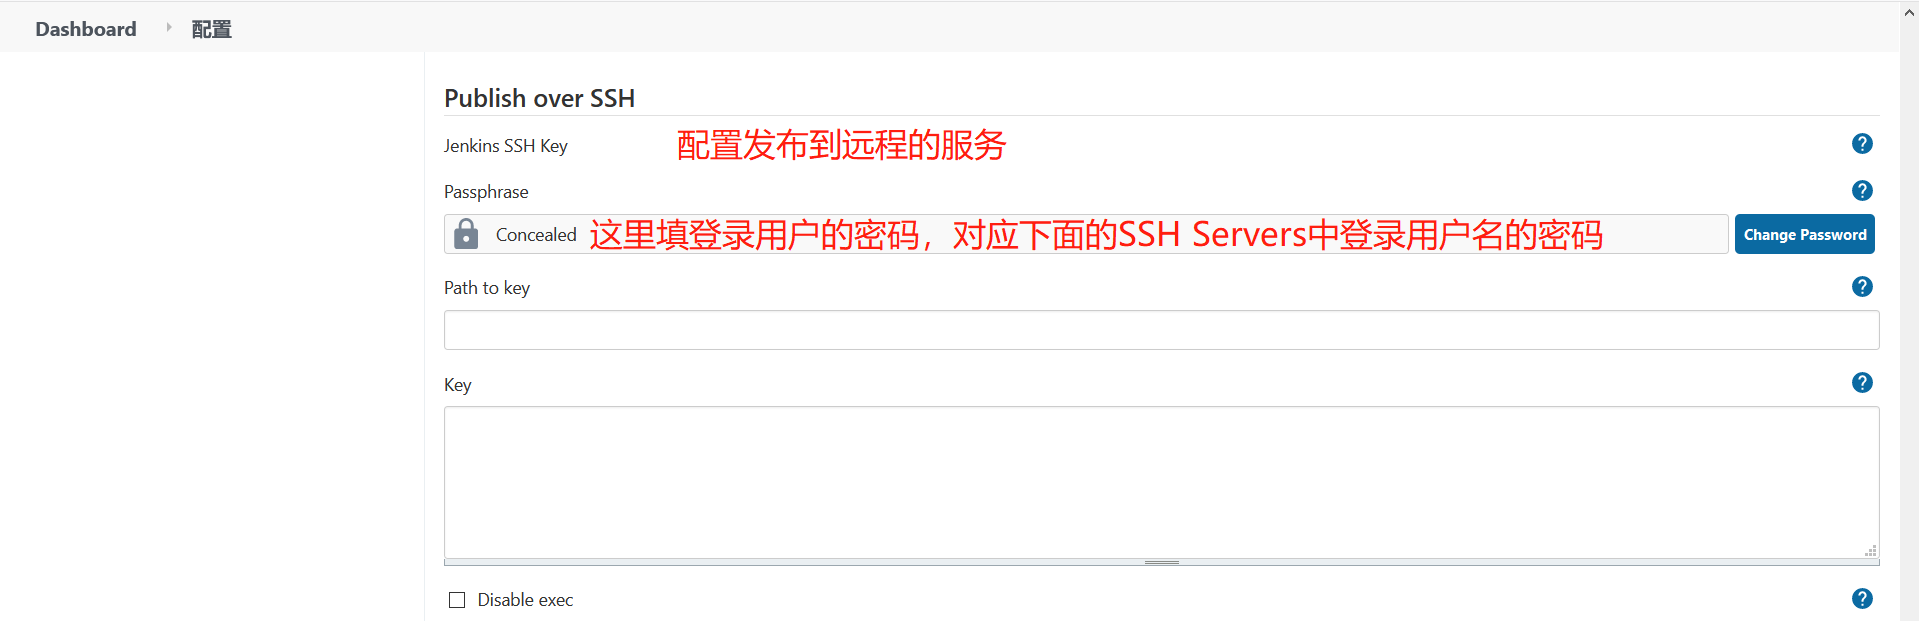 Dashboard 配置
Publish over SSH
Jenkins SSH Key 配置发布到远程的服务
Passphrase
Concealed 这里填登录用户的密码，对应下面的SSH Servers中登录用户名的密码 Change Password
Path to key
Key
Disable exec